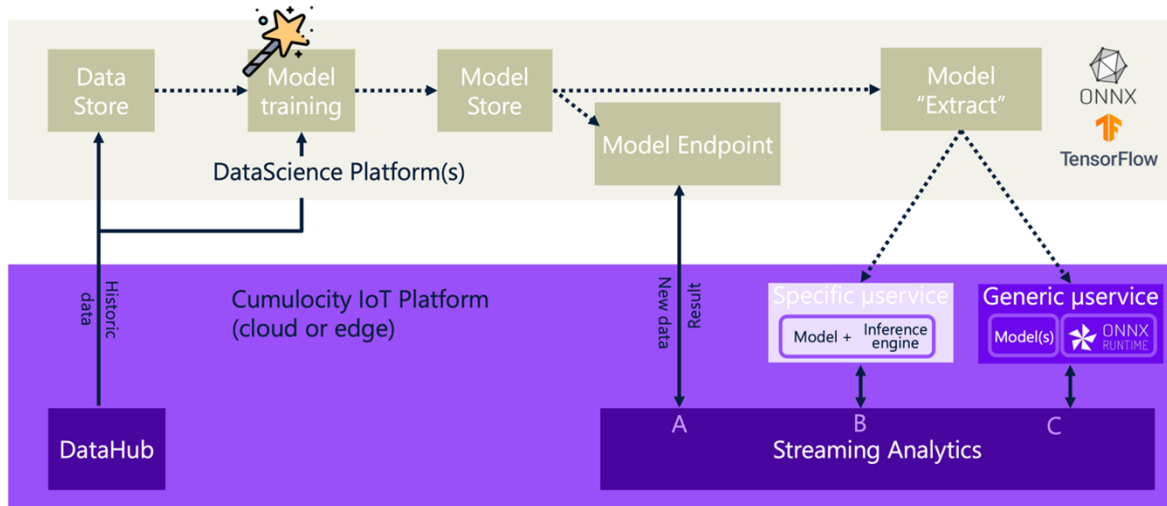 Data
Store
Model
training
Model
Store
Model
“Extract”
ONNX
TensorFlow
Model Endpoint
DataScience Platform(s)
Historic
data
Cumulocity IoT Platform
(cloud or edge)
New data
Result
Specific µservice
Model + Inference
engine
Generic µservice
Model(s)
ONNX
RUNTIME
DataHub
A
B
C
Streaming Analytics